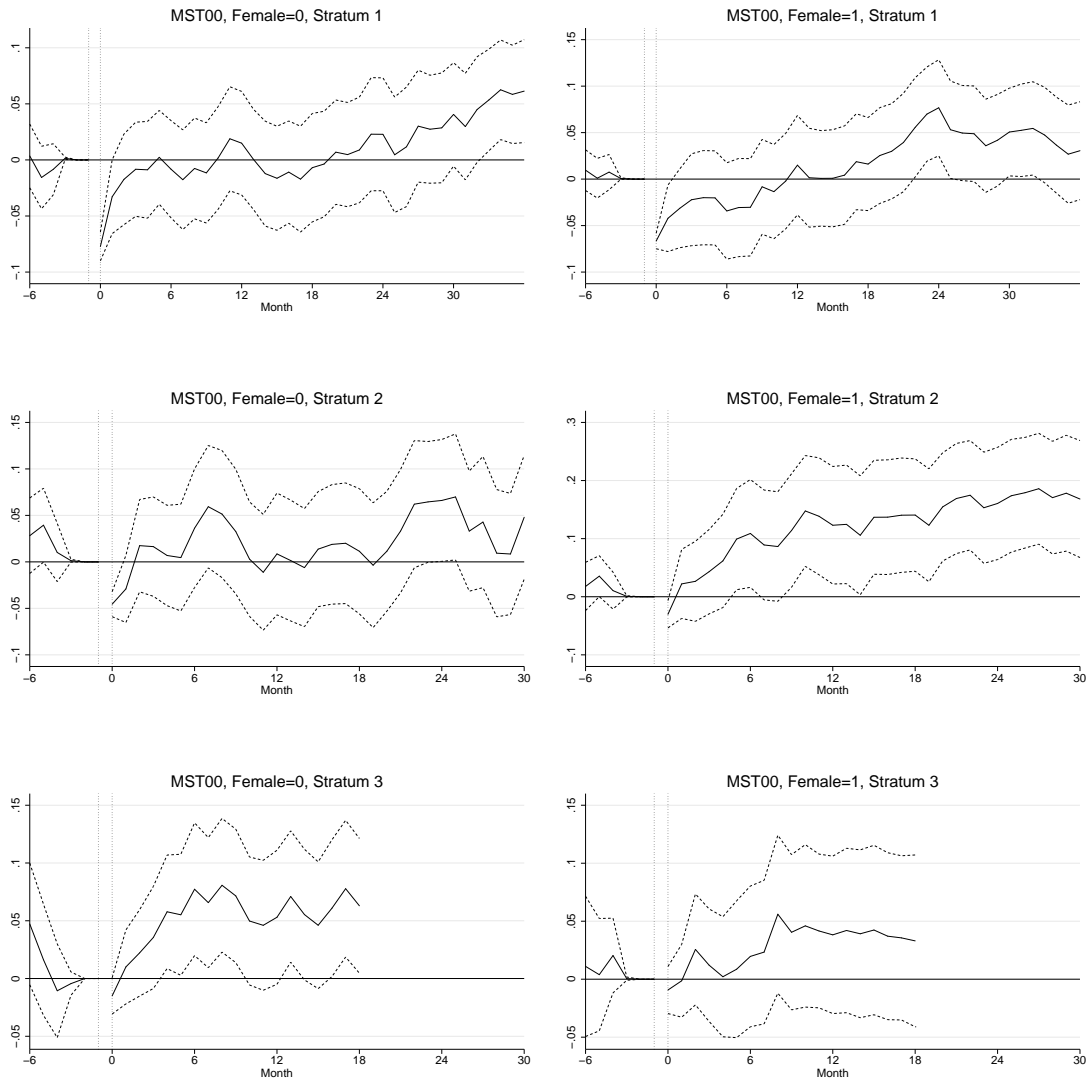 MST00, Female=0, Stratum 1
.1
.05
0
−.05
−.1
−6 0 6 12 18 24 30
Month
MST00, Female=1, Stratum 1
.15
.1
.05
0
−.05
−.1
−6 0 6 12 18 24 30
Month
MST00, Female=0, Stratum 2
.15
.1
.05
0
−.05
−.1
−6 0 6 12 18 24 30
Month
MST00, Female=1, Stratum 2
.3
.2
.1
0
−.1
−6 0 6 12 18 24 30
Month
MST00, Female=0, Stratum 3
.15
.1
.05
0
−.05
−6 0 6 12 18 24 30
Month
MST00, Female=1, Stratum 3
.15
.1
.05
0
−.05
−6 0 6 12 18 24 30
Month